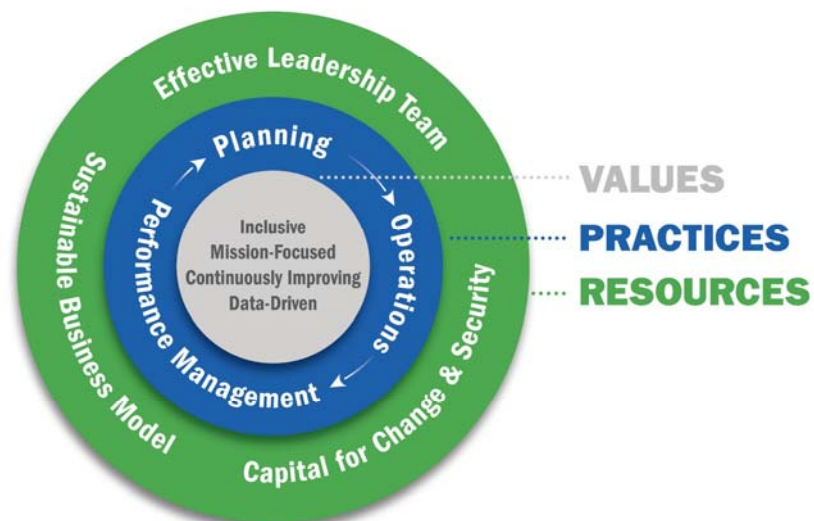 Effective Leadership Team
Sustainable Business Model
Capital for Change & Security
Planning
Operations
Performance Management
Inclusive
Mission-Focused
Continuously Improving
Data-Driven
VALUES
PRACTICES
RESOURCES